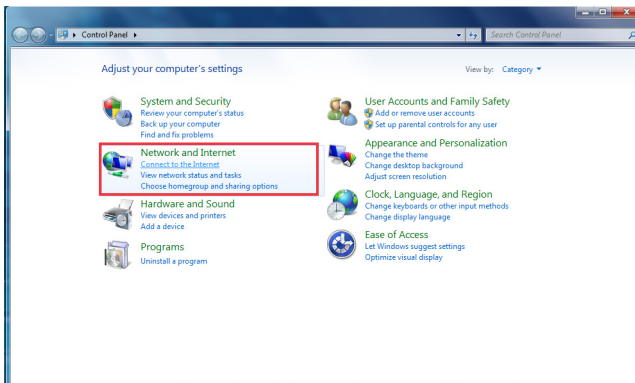 Control Panel
Search Control Panel
Adjust your computer's settings
View by: Category
System and Security
Review your computer's status
Back up your computer
Find and fix problems
Network and Internet
Connect to the Internet
View network status and tasks
Choose homegroup and sharing options
Hardware and Sound
View devices and printers
Add a device
Programs
Uninstall a program
User Accounts and Family Safety
Add or remove user accounts
Set up parental controls for any user
Appearance and Personalization
Change the theme
Change desktop background
Adjust screen resolution
Clock, Language, and Region
Change keyboards or other input methods
Change display language
Ease of Access
Let Windows suggest settings
Optimize visual display